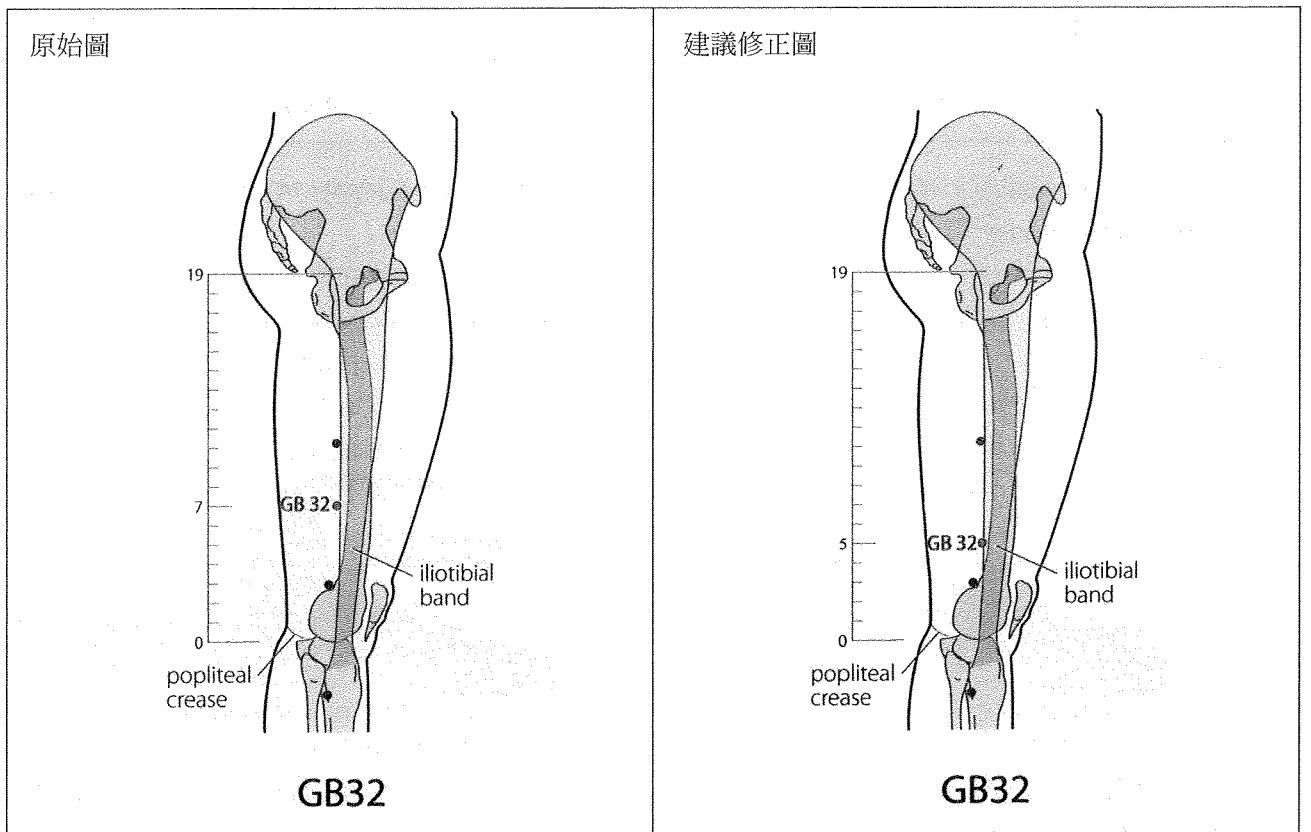 原始圖
19
GB 32
7
iliotibial
band
0
popliteal
crease
GB32
建議修正圖
19
GB 32
5
iliotibial
band
0
popliteal
crease
GB32